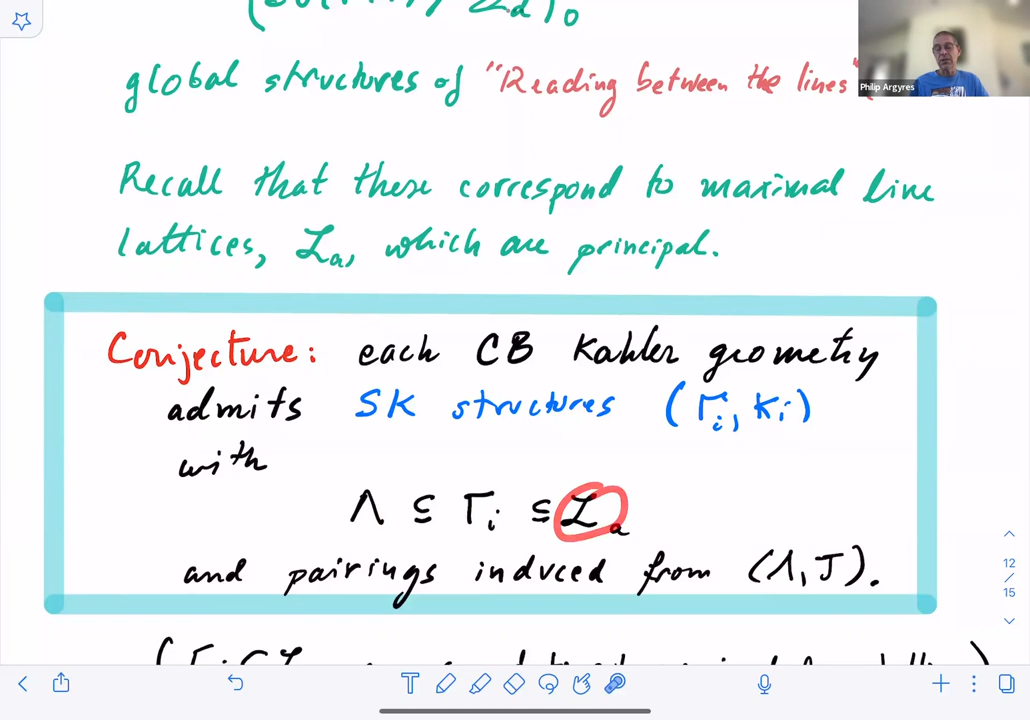 global structures of "Reading between the lines"
Philip Argyres
Recall that these correspond to maximal line
lattices, ℒₐ, which are principal.
Conjecture: each CB Kahler geometry
admits SK structures (Γᵢ, Kᵢ)
with
Λ ⊆ Γᵢ ⊆ ℒₐ
and pairings induced from (Λ, J).
12
/
15